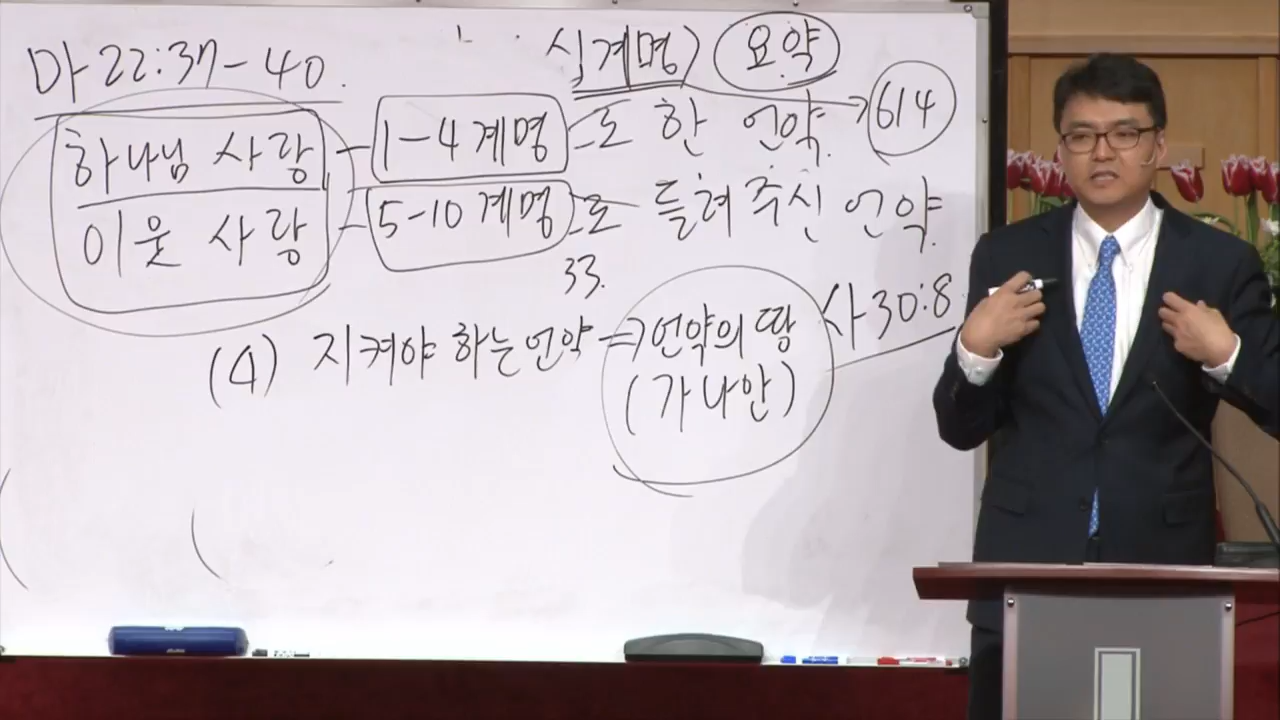 마 22:37-40.
십계명) 요약
하나님 사랑 - 1-4 계명 또 한 언약. →614
이웃 사랑 - 5-10 계명 로 들려주신 언약.
33.
(4) 지켜야 하는 언약 ⇒ 언약의 땅 사 30:8
(가나안)